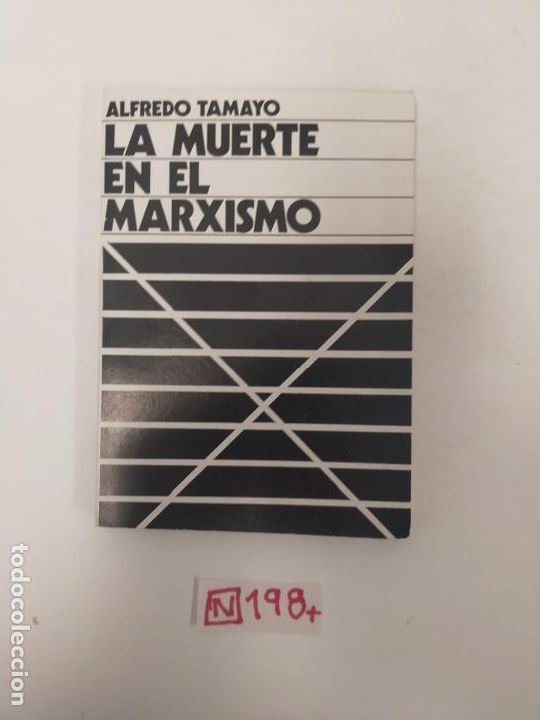 ALFREDO TAMAYO
LA MUERTE
EN EL
MARXISMO
N 198+
todocoleccion